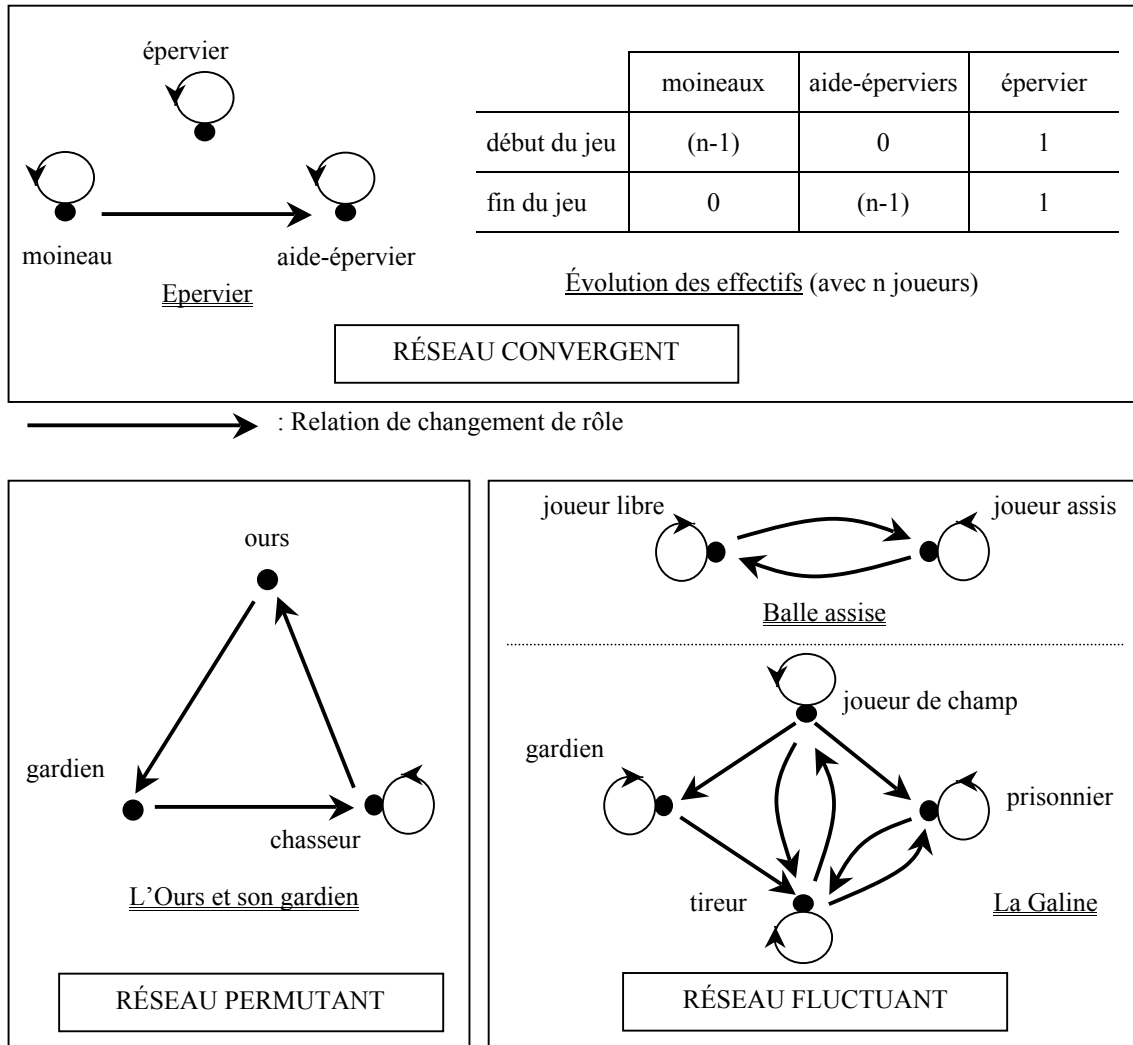 épervier
moineau
aide-épervier
Epervier
moineaux aide-éperviers épervier
début du jeu (n-1) 0 1
fin du jeu 0 (n-1) 1
Évolution des effectifs (avec n joueurs)
RÉSEAU CONVERGENT
: Relation de changement de rôle
ours
gardien
chasseur
L'Ours et son gardien
RÉSEAU PERMUTANT
joueur libre
joueur assis
Balle assise
joueur de champ
gardien
prisonnier
tireur
La Galine
RÉSEAU FLUCTUANT